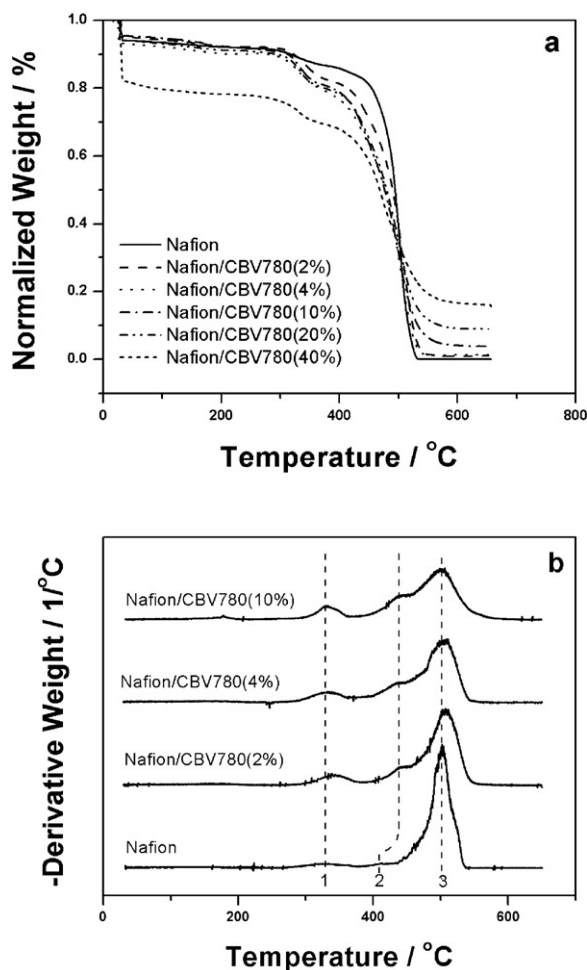 a
Normalized Weight / %
1.0
0.8
0.6
0.4
0.2
0.0
Nafion
Nafion/CBV780(2%)
Nafion/CBV780(4%)
Nafion/CBV780(10%)
Nafion/CBV780(20%)
Nafion/CBV780(40%)
0 200 400 600 800
Temperature / °C
b
-Derivative Weight / 1/°C
Nafion/CBV780(10%)
Nafion/CBV780(4%)
Nafion/CBV780(2%)
Nafion
1 2 3
0 200 400 600
Temperature / °C